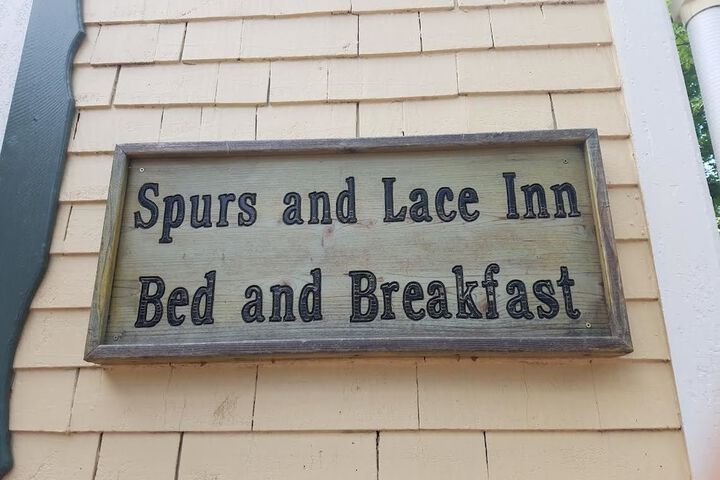 Spurs and Lace Inn
Bed and Breakfast